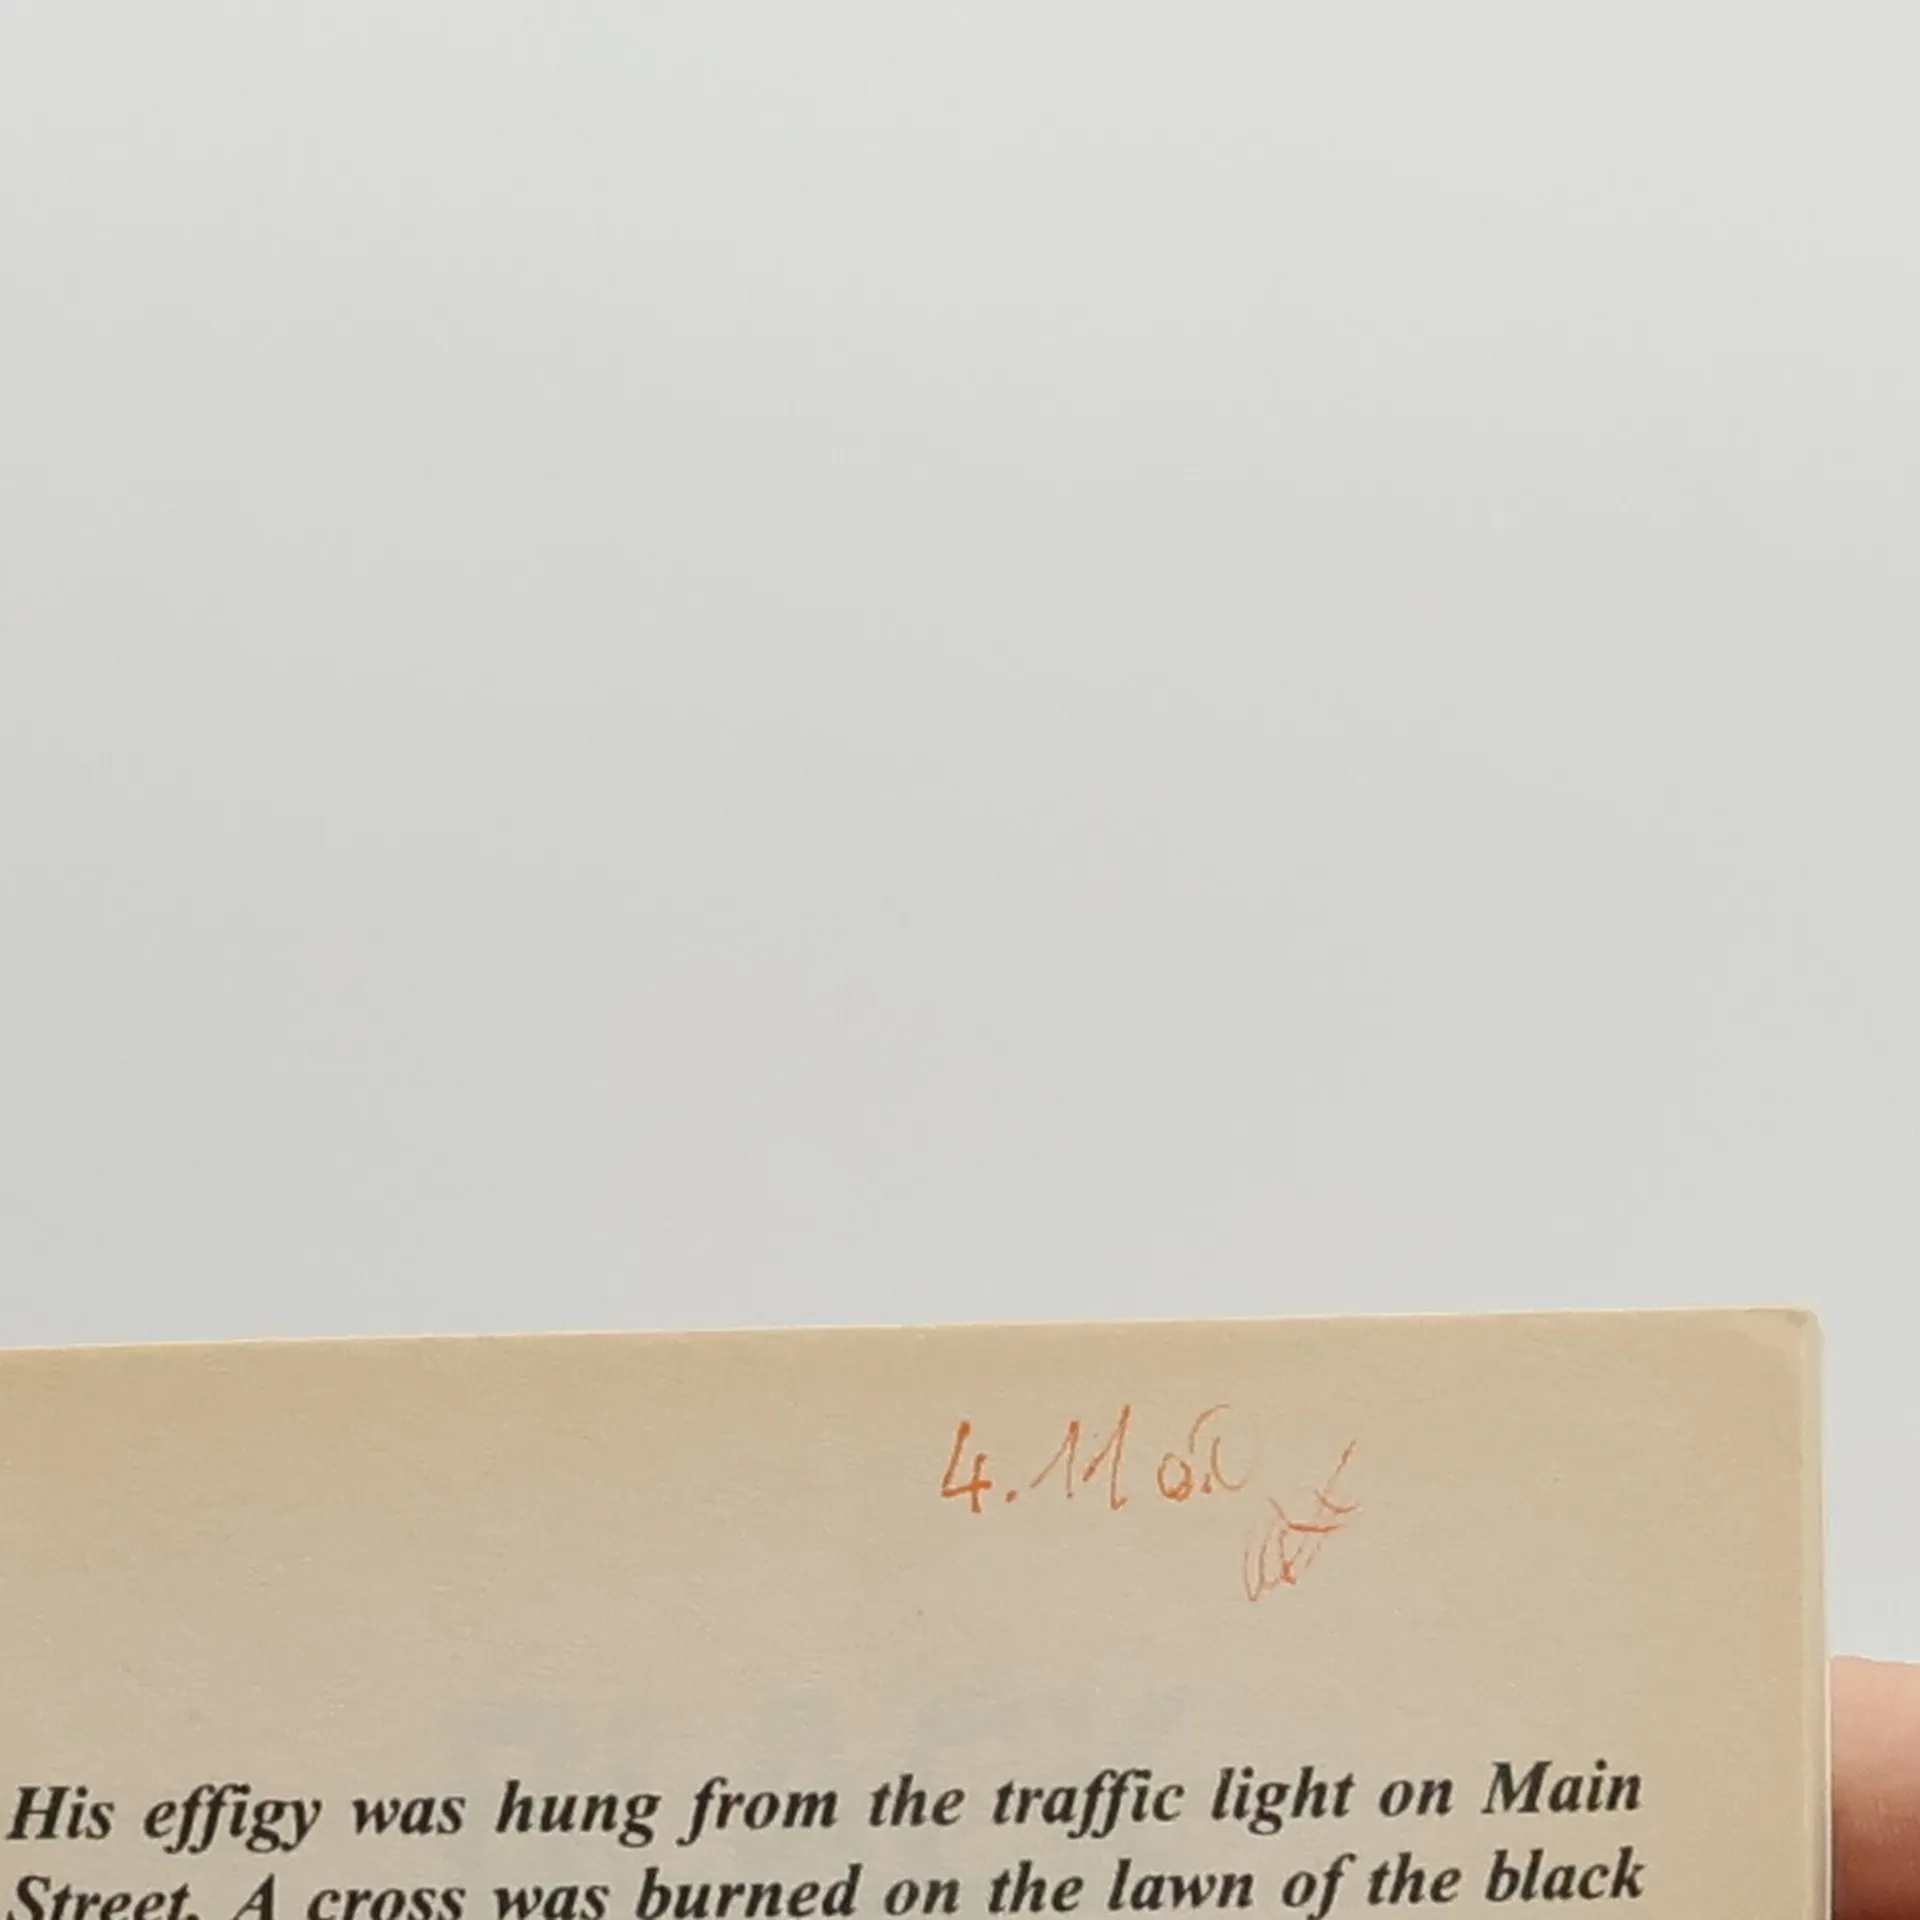 4.11
His effigy was hung from the traffic light on Main
Street. A cross was burned on the lawn of the black